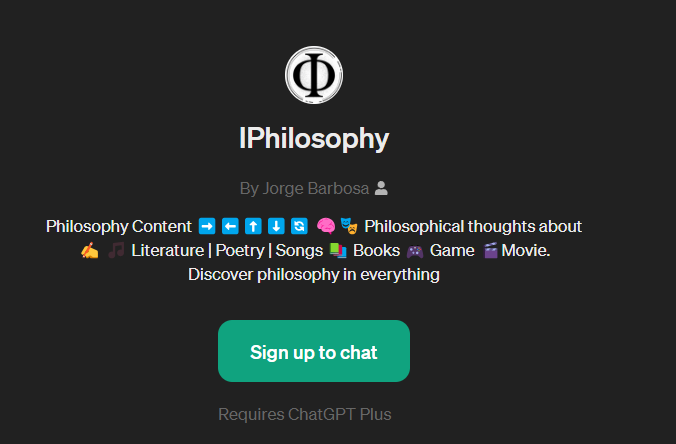 Φ
IPhilosophy
By Jorge Barbosa
Philosophy Content ➡️ ⬅️ ⬆️ ⬇️ 🔄 🧠 🎭 Philosophical thoughts about
✍️ 🎵 Literature | Poetry | Songs 📚 Books 🎮 Game 🎬Movie.
Discover philosophy in everything
Sign up to chat
Requires ChatGPT Plus